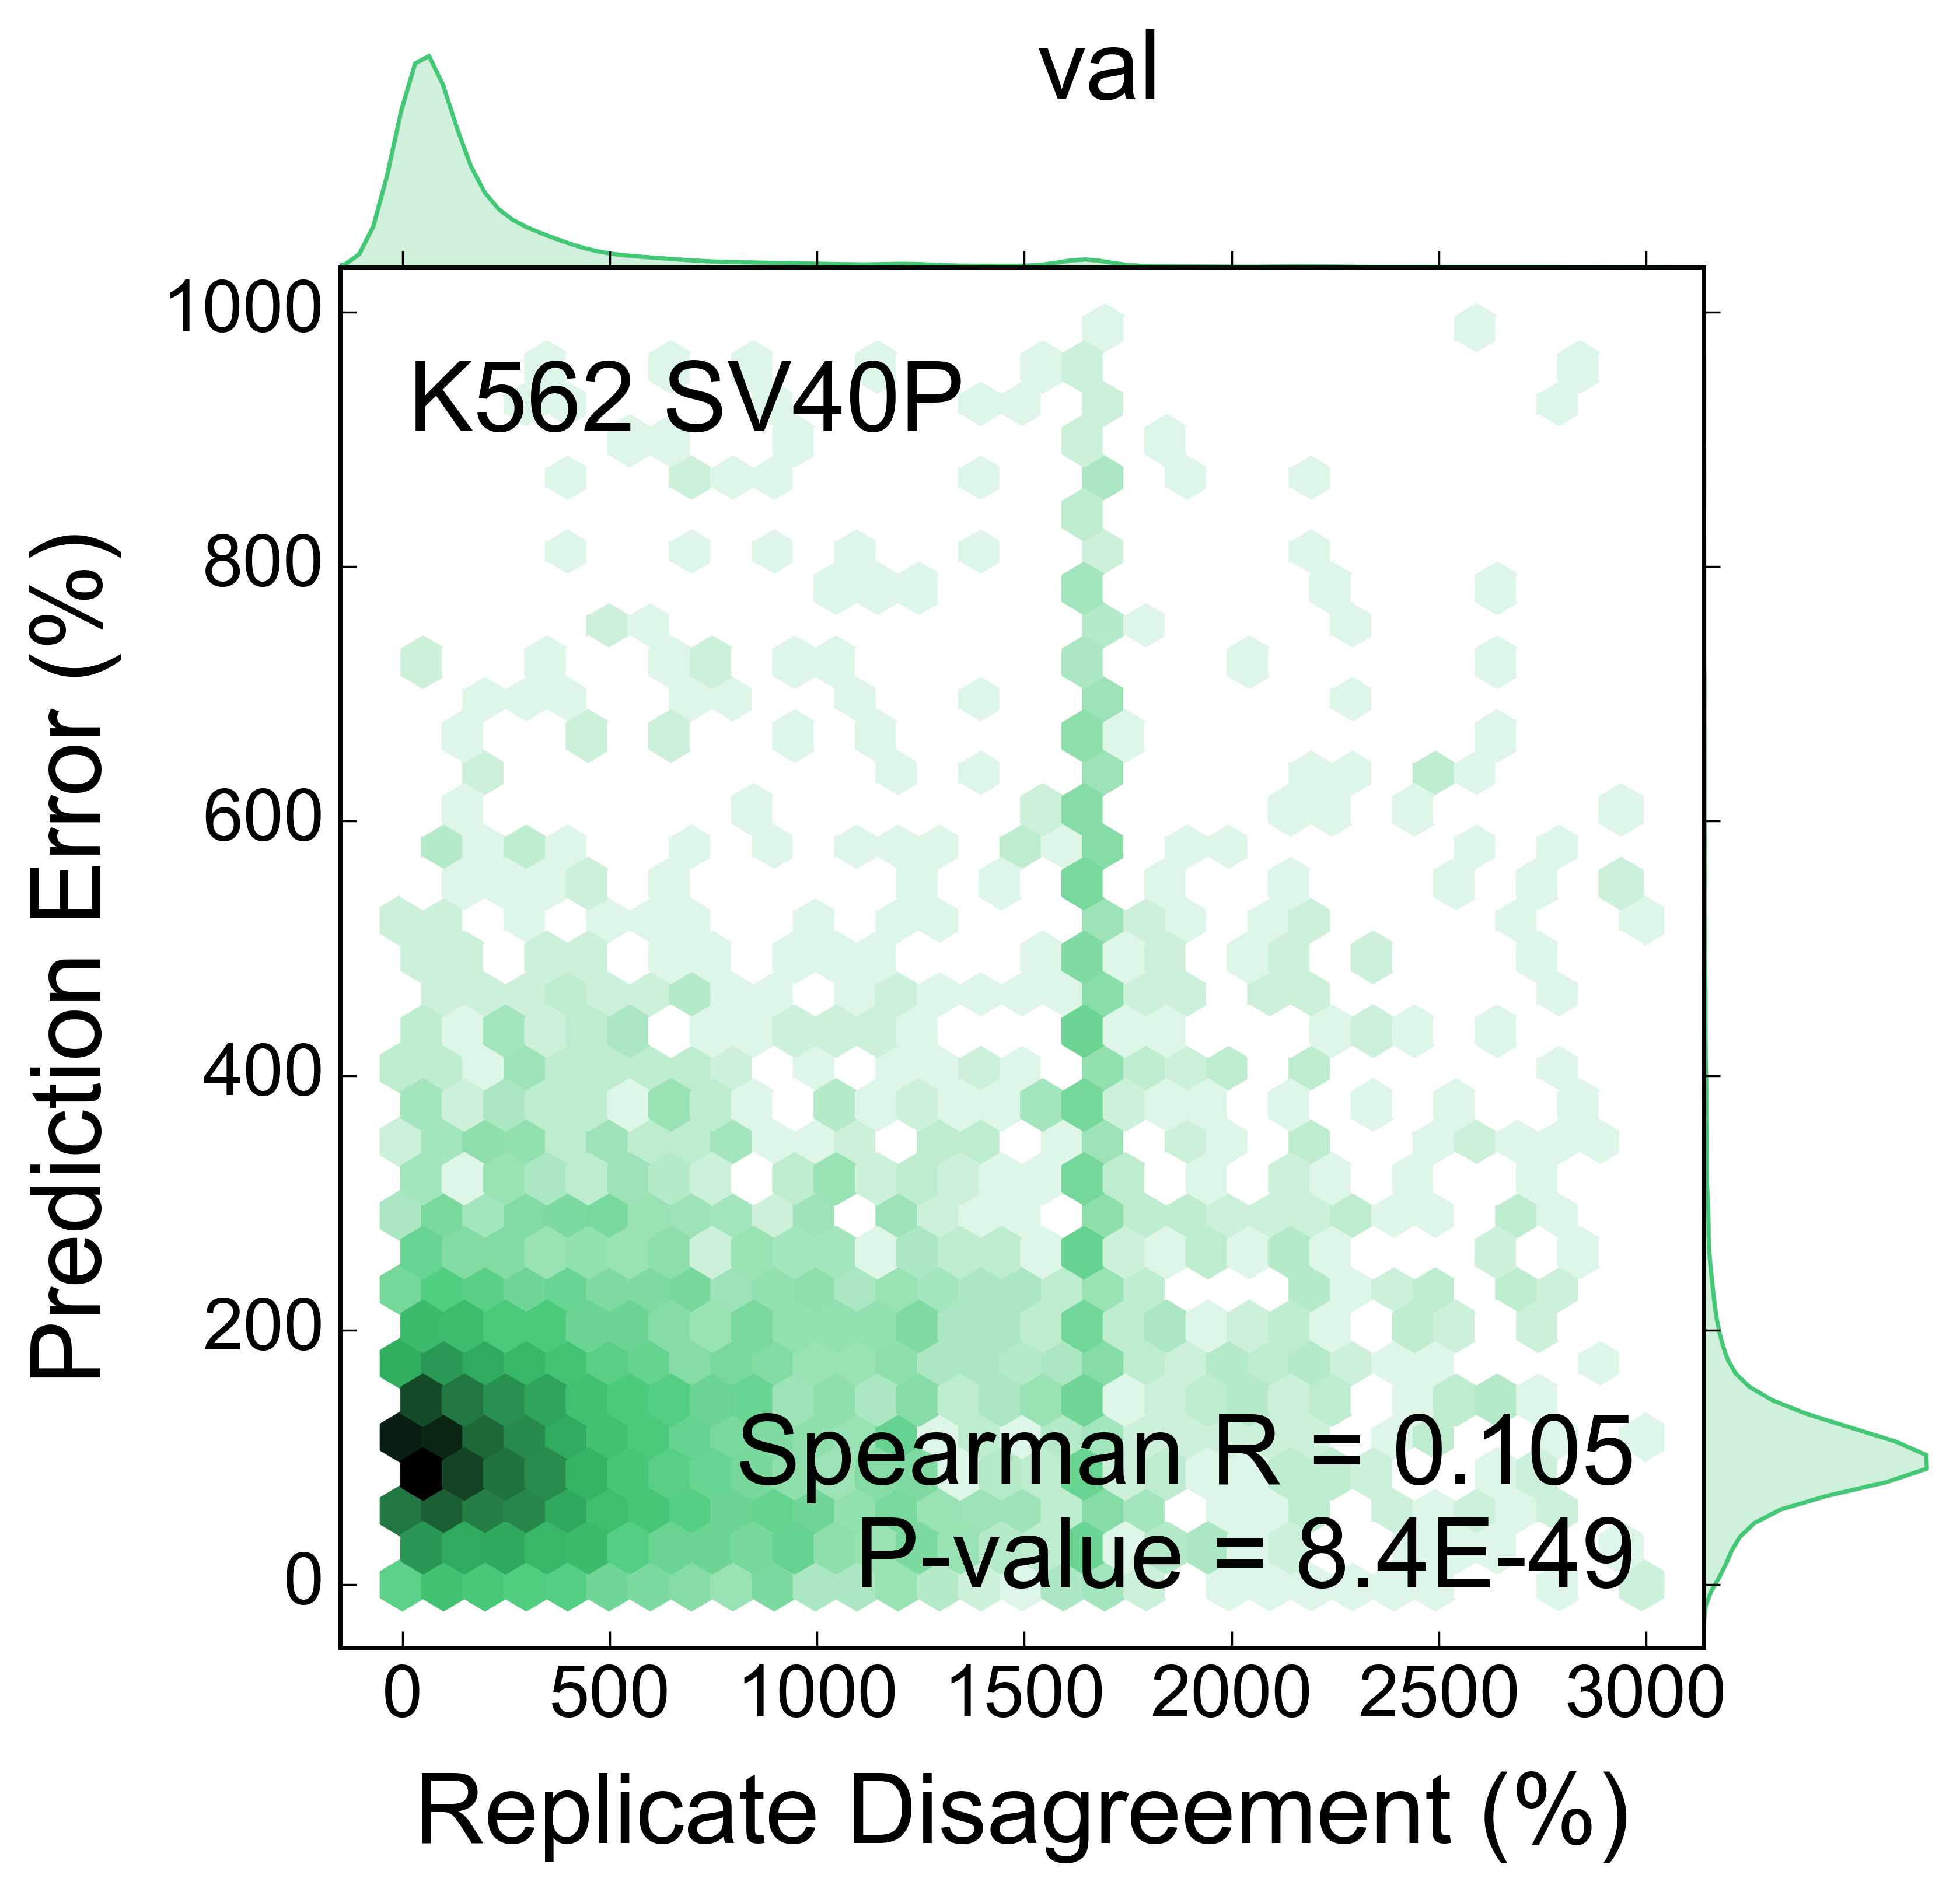 val
K562 SV40P
Spearman R = 0.105
P-value = 8.4E-49
Prediction Error (%)
1000
800
600
400
200
0
0 500 1000 1500 2000 2500 3000
Replicate Disagreement (%)